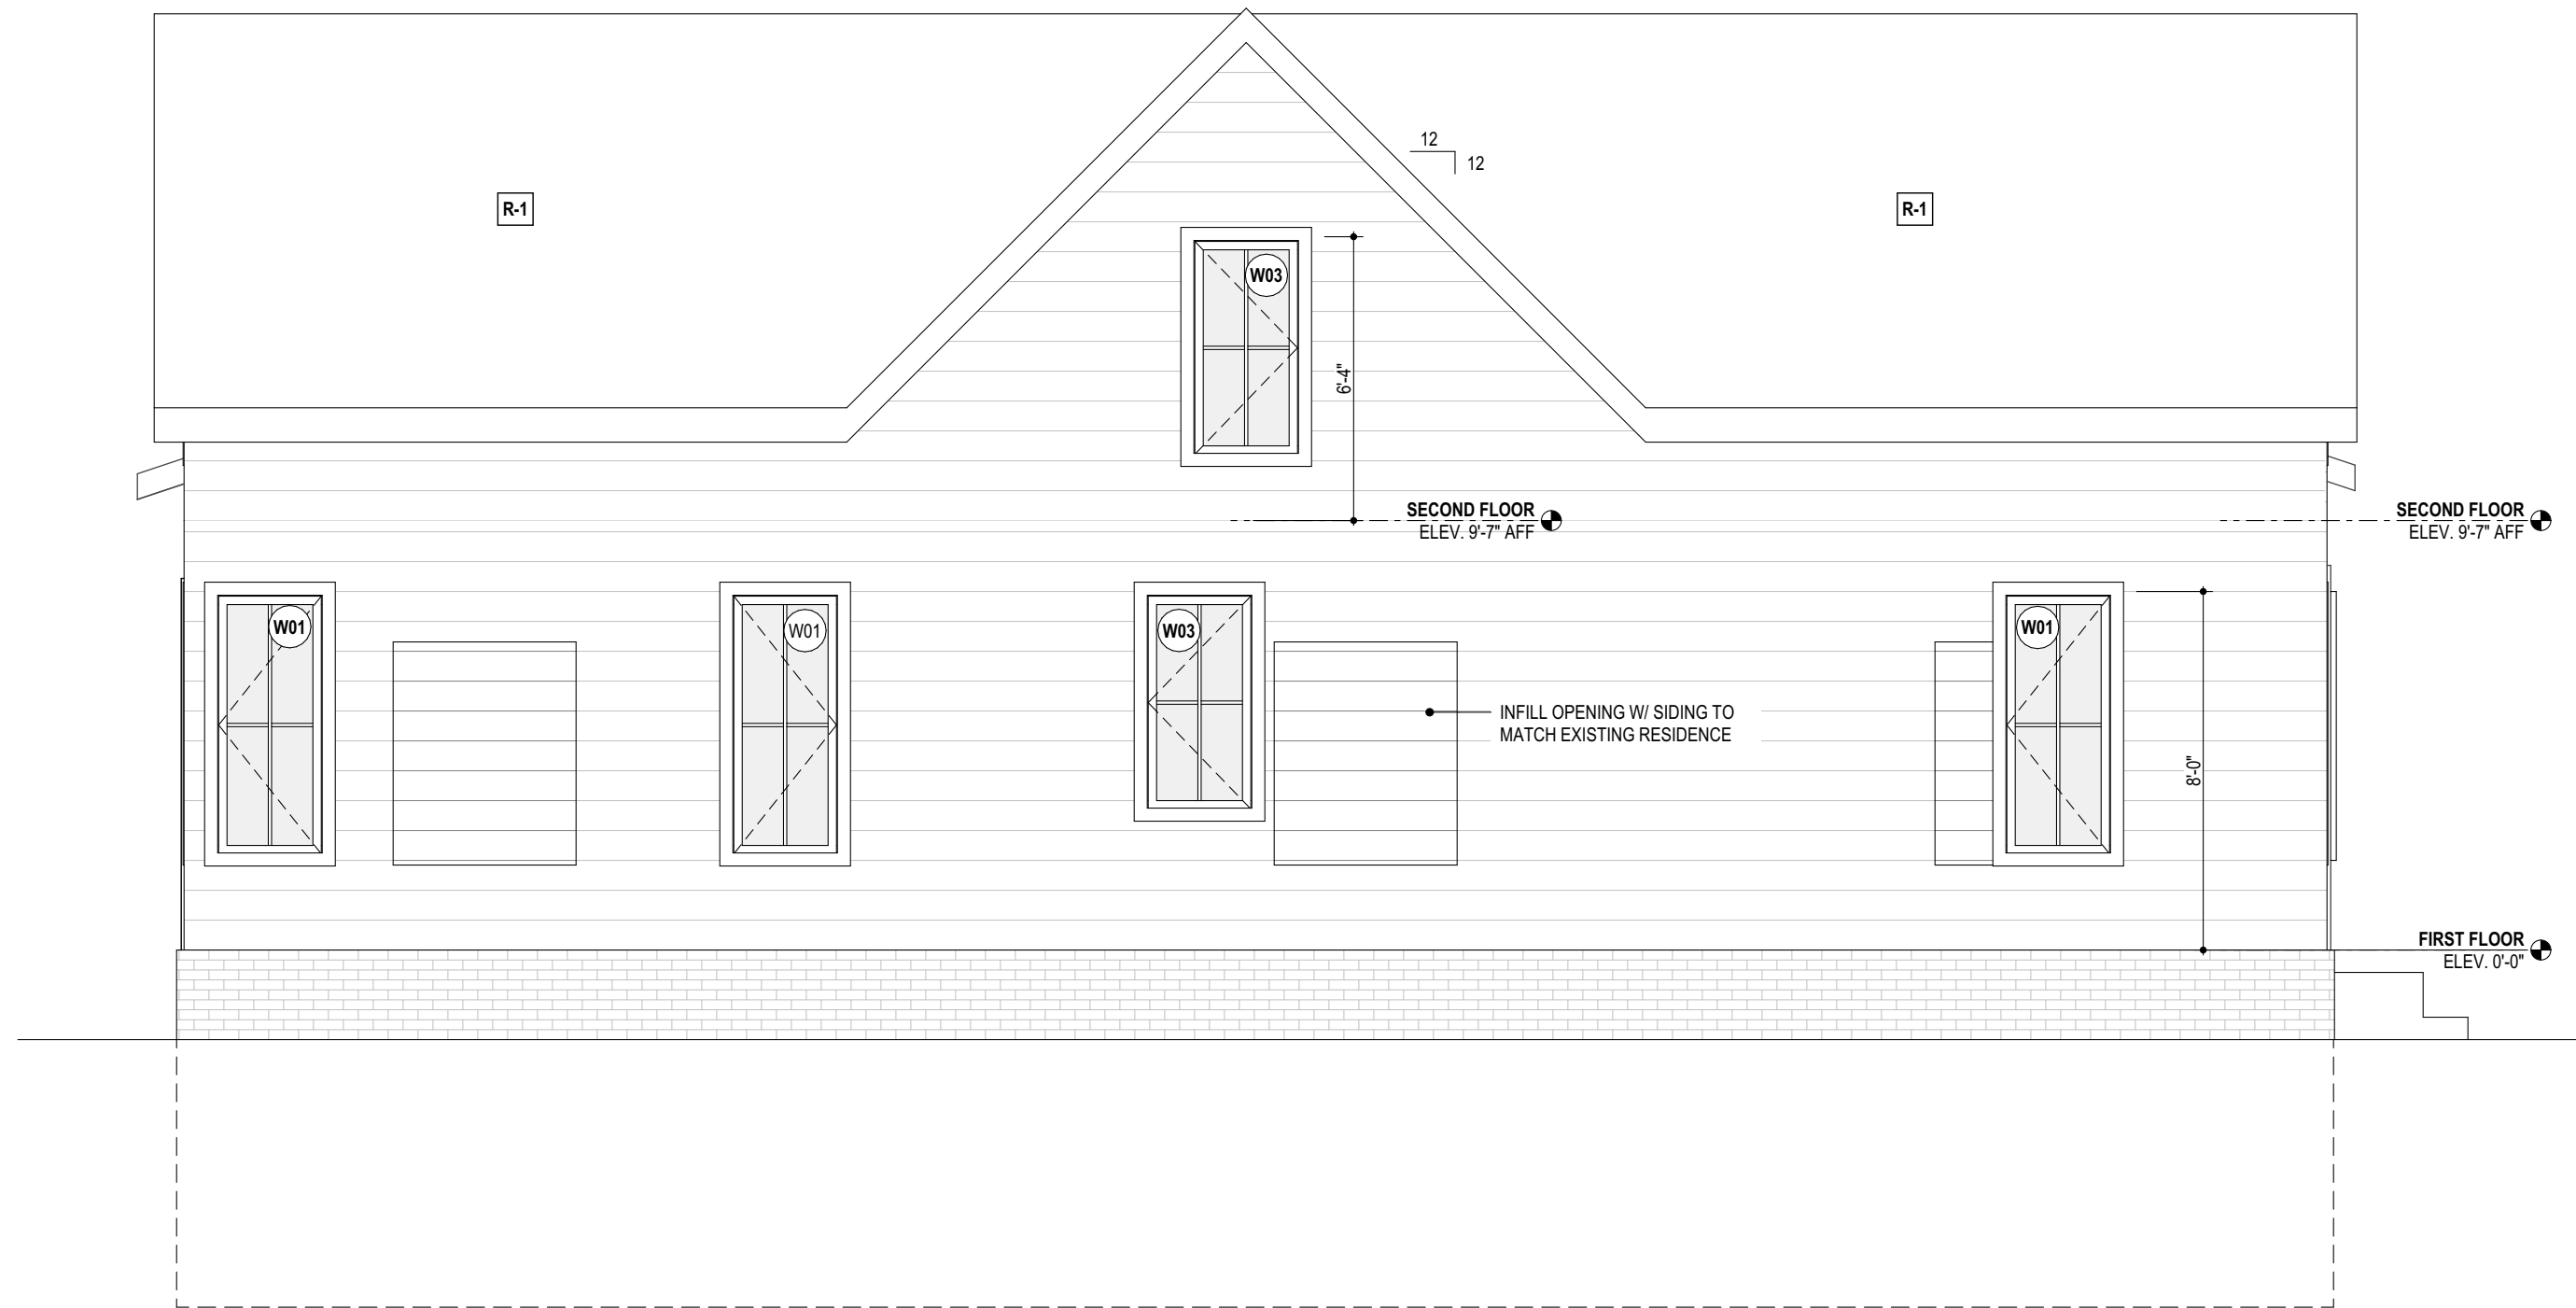 12
12
R-1
R-1
W03
6'-4"
SECOND FLOOR
ELEV. 9'-7" AFF
SECOND FLOOR
ELEV. 9'-7" AFF
W01
W01
W03
W01
INFILL OPENING W/ SIDING TO
MATCH EXISTING RESIDENCE
8'-0"
FIRST FLOOR
ELEV. 0'-0"